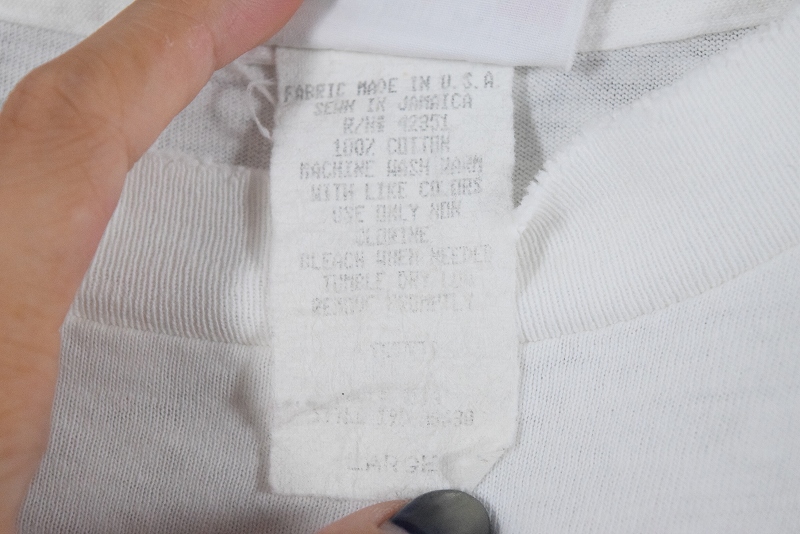 FABRIC MADE IN U.S.A.
SEWN IN JAMAICA
R/N# 42351
100% COTTON
MACHINE WASH WARM
WITH LIKE COLORS
USE ONLY NON
CLORINE
BLEACH WHEN NEEDED
TUMBLE DRY LOW
REMOVE PROMPTLY
LARGE